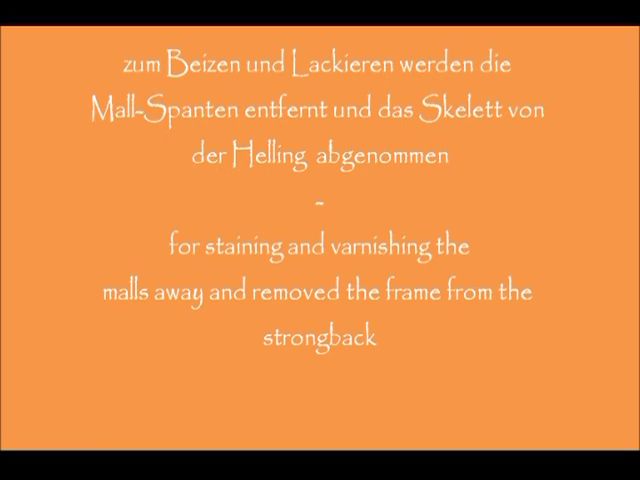 zum Beizen und Lackieren werden die
Mall-Spanten entfernt und das Skelett von
der Helling abgenommen
-
for staining and varnishing the
malls away and removed the frame from the
strongback